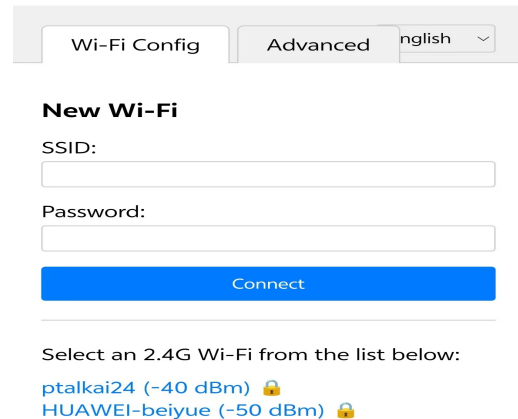 Wi-Fi Config
Advanced
nglish
New Wi-Fi
SSID:
Password:
Connect
Select an 2.4G Wi-Fi from the list below:
ptalkai24 (-40 dBm) 🔒
HUAWEI-beiyue (-50 dBm) 🔒